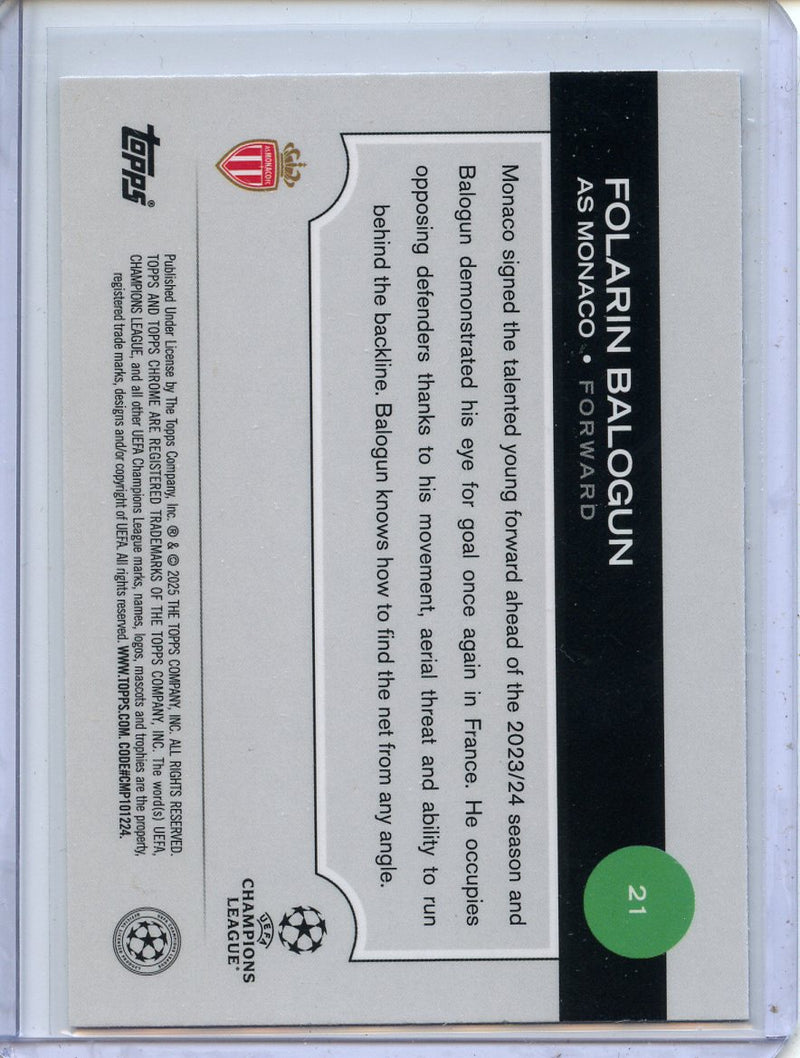 21
FOLARIN BALOGUN
AS MONACO • FORWARD
Monaco signed the talented young forward ahead of the 2023/24 season and
Balogun demonstrated his eye for goal once again in France. He occupies
opposing defenders thanks to his movement, aerial threat and ability to run
behind the backline. Balogun knows how to find the net from any angle.
AS MONACO FC
UEFA
CHAMPIONS
LEAGUE®
topps®
Published Under License by The Topps Company, Inc. ® & © 2025 THE TOPPS COMPANY, INC. ALL RIGHTS RESERVED.
TOPPS AND TOPPS CHROME ARE REGISTERED TRADEMARKS OF THE TOPPS COMPANY, INC. The word(s) UEFA,
CHAMPIONS LEAGUE, and all other UEFA Champions League marks, names, logos, mascots and trophies are the property,
registered trade marks, designs and/or copyright of UEFA. All rights reserved. WWW.TOPPS.COM. CODE#CMP101224.